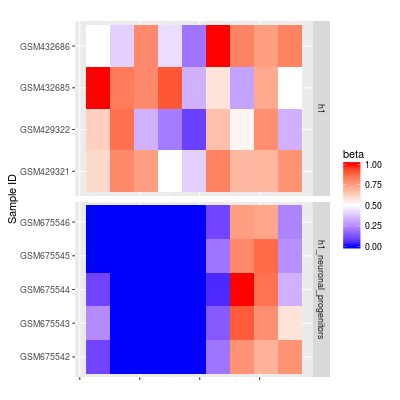 Sample ID
GSM432686
GSM432685
GSM429322
GSM429321
h1
GSM675546
GSM675545
GSM675544
GSM675543
GSM675542
h1_neuronal_progenitors
beta
1.00
0.75
0.50
0.25
0.00